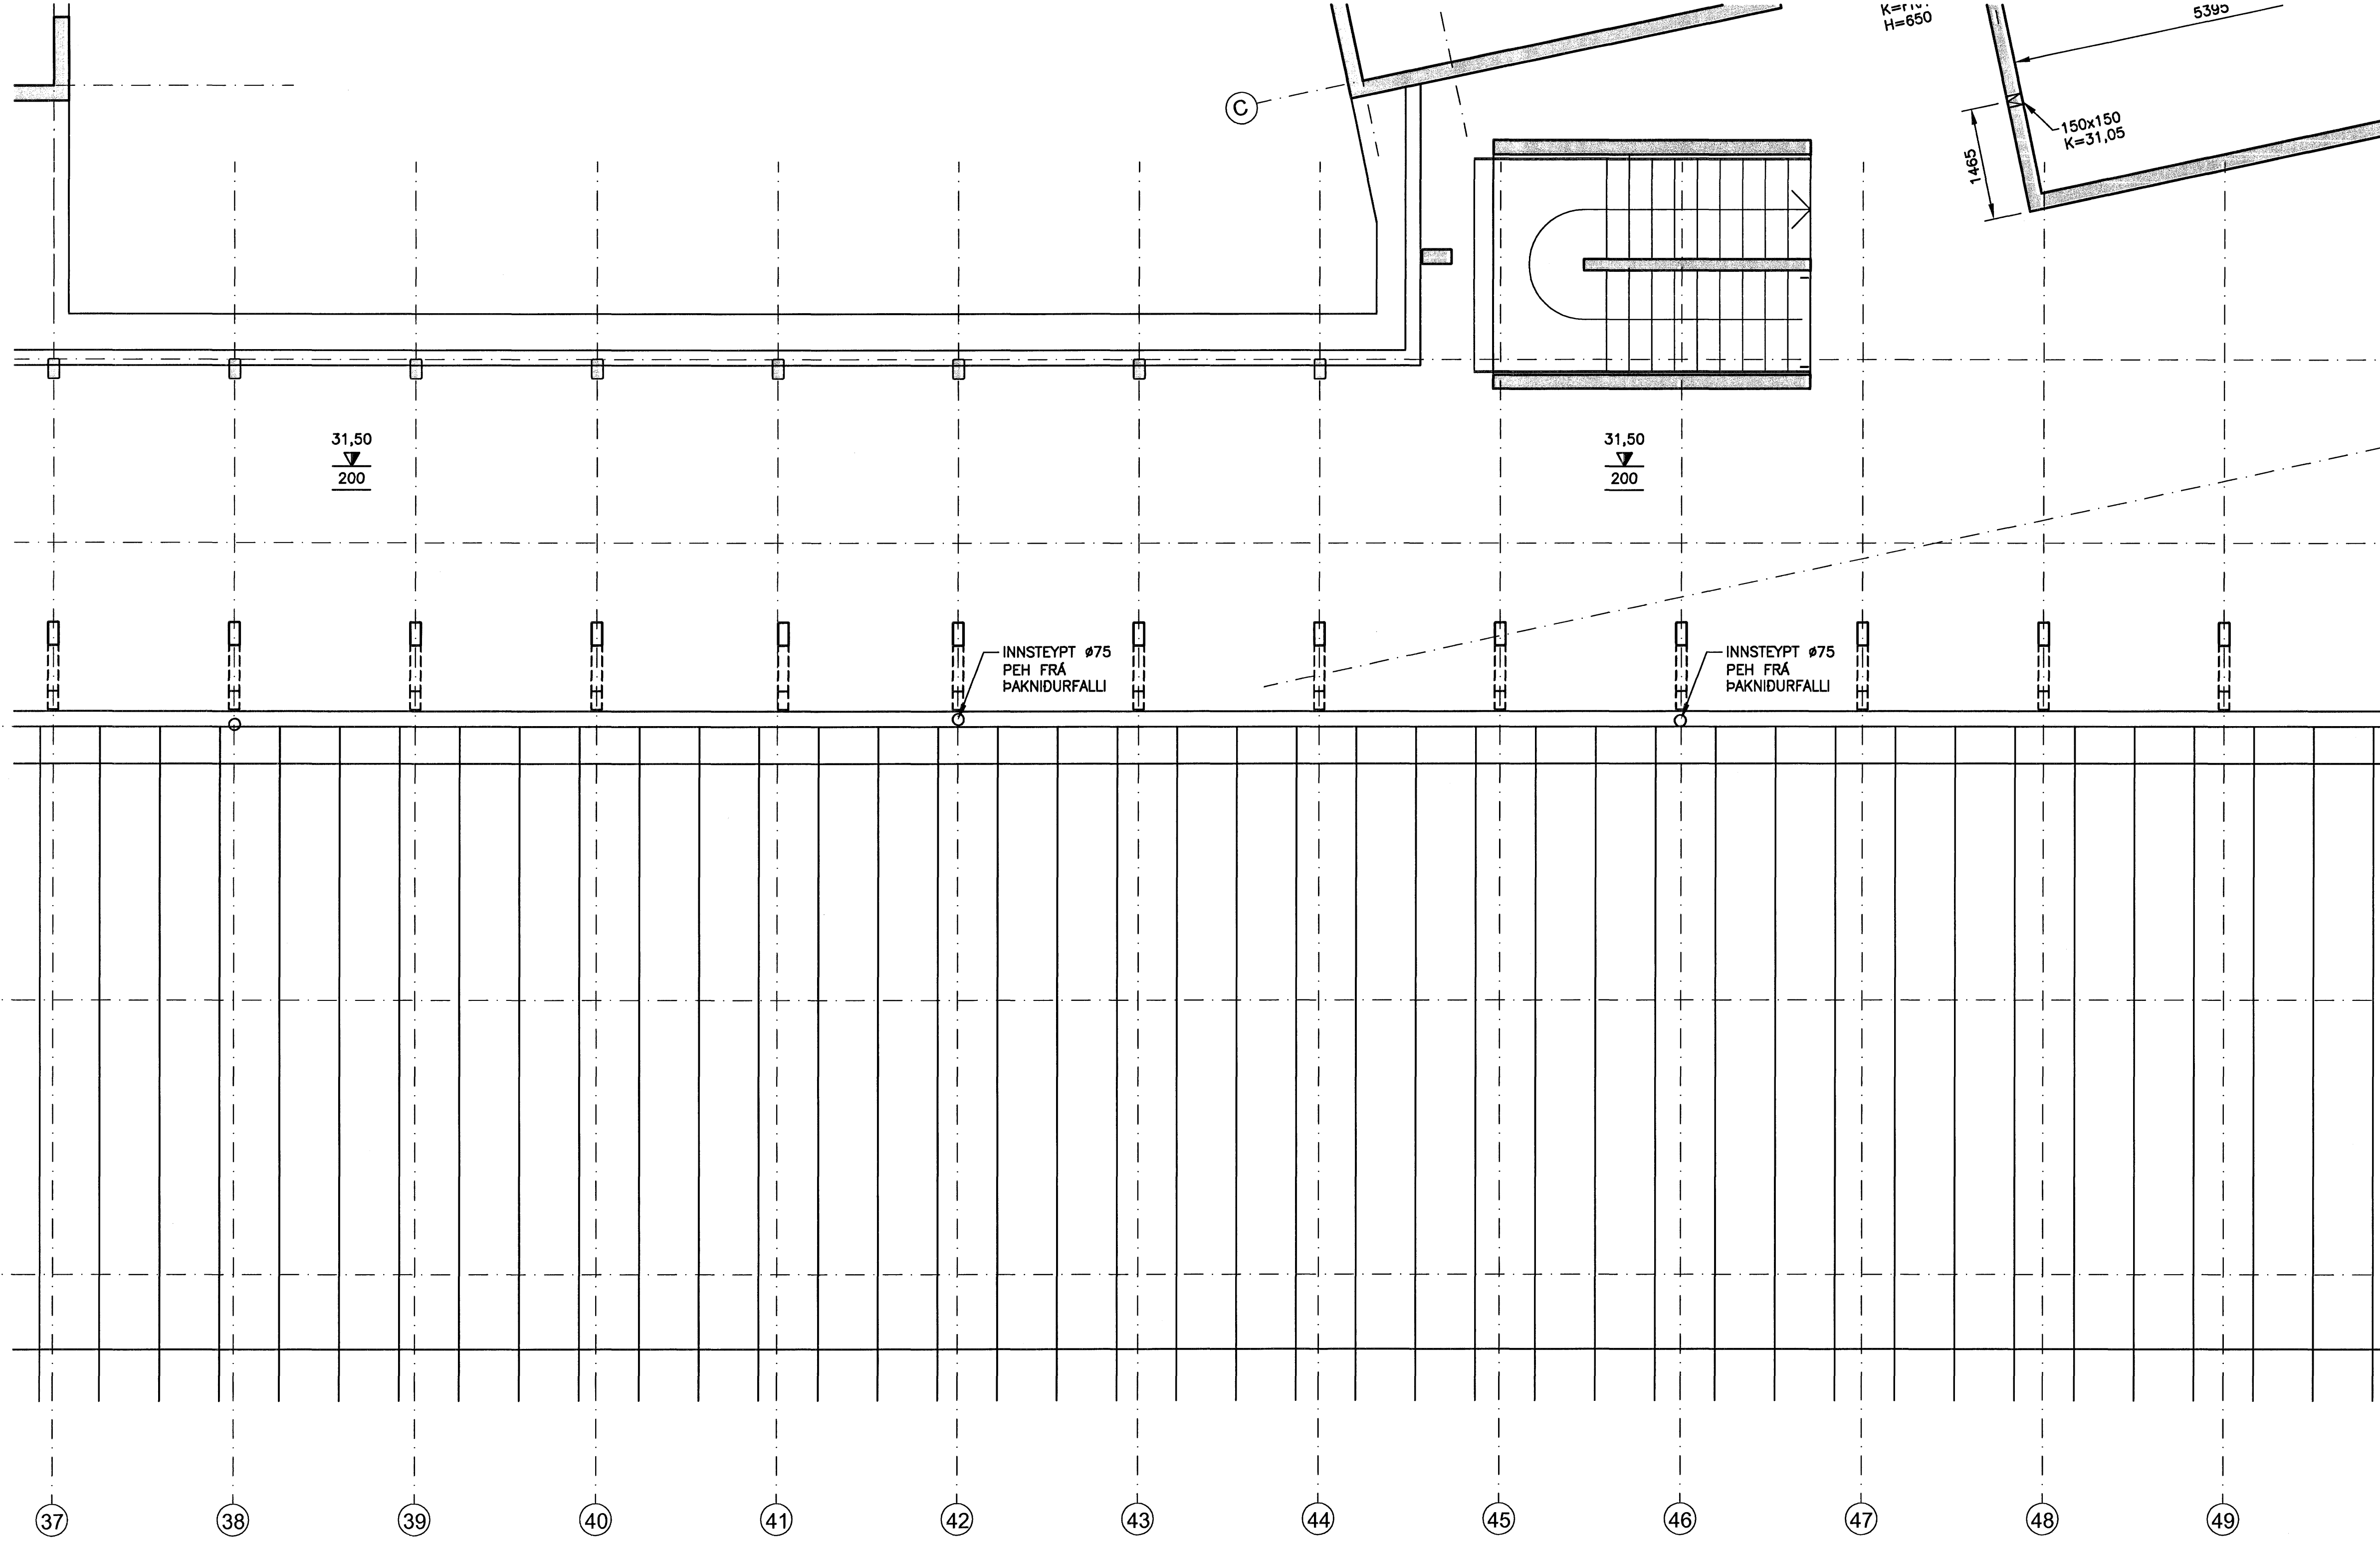 H=650
5395
C
150x150
K=31,05
1465
31,50
200
31,50
200
INNSTEYPT ø75
PEH FRÁ
ÞAKNIÐURFALLI
INNSTEYPT ø75
PEH FRÁ
ÞAKNIÐURFALLI
37
38
39
40
41
42
43
44
45
46
47
48
49